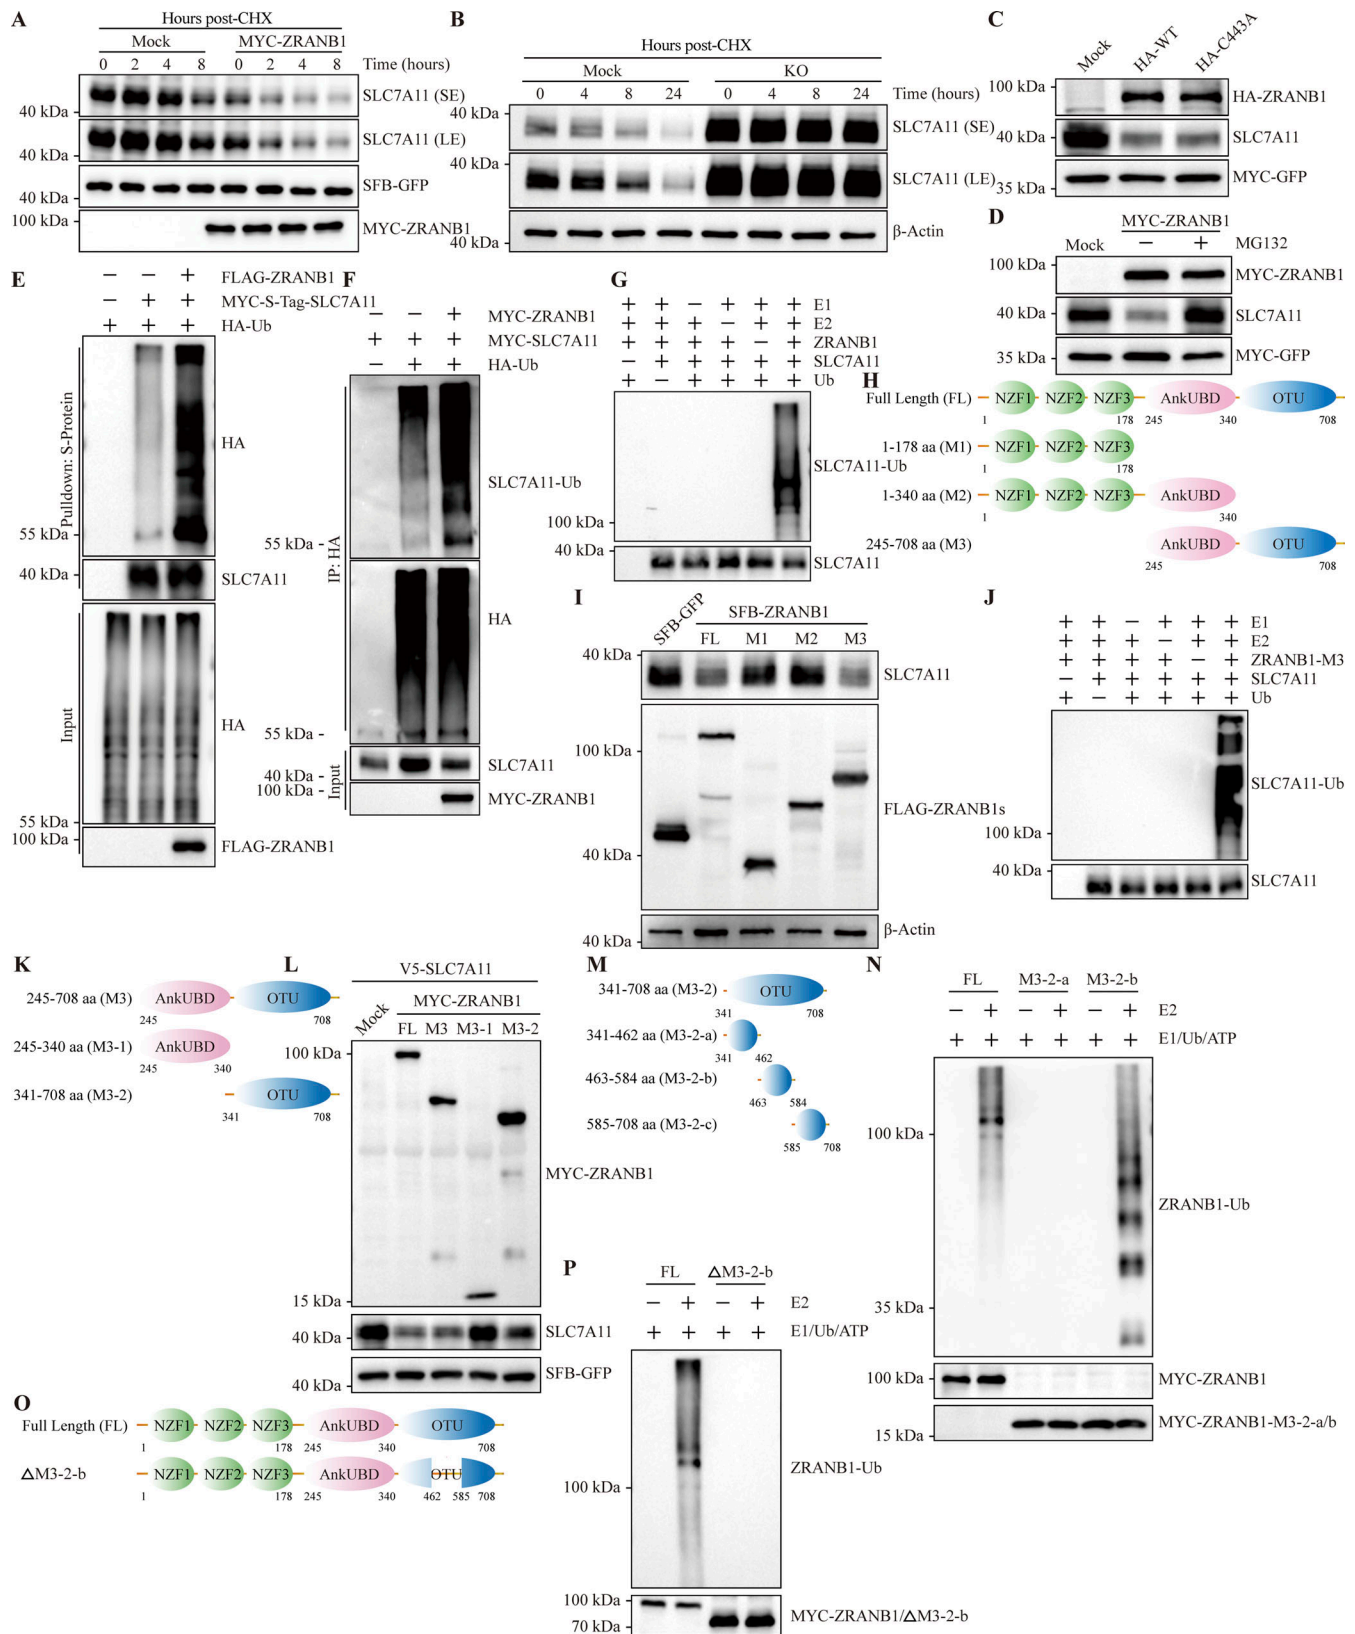 A
Hours post-CHX
Mock MYC-ZRANB1
0 2 4 8 0 2 4 8 Time (hours)
SLC7A11 (SE)
40 kDa
SLC7A11 (LE)
40 kDa
SFB-GFP
40 kDa
100 kDa
MYC-ZRANB1
B
Hours post-CHX
Mock KO
0 4 8 24 0 4 8 24 Time (hours)
40 kDa
SLC7A11 (SE)
40 kDa
SLC7A11 (LE)
β-Actin
40 kDa
C
Mock HA-WT HA-C443A
100 kDa
HA-ZRANB1
40 kDa
SLC7A11
MYC-GFP
35 kDa
D
MYC-ZRANB1
Mock − + MG132
100 kDa
MYC-ZRANB1
40 kDa
SLC7A11
35 kDa
MYC-GFP
E
− − + FLAG-ZRANB1
− + + MYC-S-Tag-SLC7A11
+ + + HA-Ub
Pulldown: S-Protein
HA
55 kDa
40 kDa
SLC7A11
Input
HA
55 kDa
100 kDa
FLAG-ZRANB1
F
− − + MYC-ZRANB1
+ + + MYC-SLC7A11
− + + HA-Ub
IP: HA
SLC7A11-Ub
55 kDa
HA
55 kDa
Input
SLC7A11
40 kDa
100 kDa
MYC-ZRANB1
G
+ + − + + + E1
+ + + − + + E2
+ + + + − + ZRANB1
− + + + + + SLC7A11
+ − + + + + Ub
SLC7A11-Ub
100 kDa
40 kDa
SLC7A11
H
Full Length (FL) NZF1 NZF2 NZF3 AnkUBD OTU
1 178 245 340 708
1-178 aa (M1) NZF1 NZF2 NZF3
1 178
1-340 aa (M2) NZF1 NZF2 NZF3 AnkUBD
1 340
245-708 aa (M3) AnkUBD OTU
245 708
I
SFB-GFP SFB-ZRANB1
FL M1 M2 M3
40 kDa
SLC7A11
100 kDa
FLAG-ZRANB1s
40 kDa
β-Actin
40 kDa
J
+ + − + + + E1
+ + + − + + E2
+ + + + − + ZRANB1-M3
− + + + + + SLC7A11
+ − + + + + Ub
SLC7A11-Ub
100 kDa
40 kDa
SLC7A11
K
245-708 aa (M3) AnkUBD OTU
245 708
245-340 aa (M3-1) AnkUBD
245 340
341-708 aa (M3-2) OTU
341 708
L
V5-SLC7A11
Mock MYC-ZRANB1
FL M3 M3-1 M3-2
100 kDa
MYC-ZRANB1
15 kDa
40 kDa
SLC7A11
SFB-GFP
40 kDa
M
341-708 aa (M3-2) OTU
341 708
341-462 aa (M3-2-a)
341 462
463-584 aa (M3-2-b)
463 584
585-708 aa (M3-2-c)
585 708
N
FL M3-2-a M3-2-b
− + − + − + E2
+ + + + + + E1/Ub/ATP
100 kDa
ZRANB1-Ub
35 kDa
100 kDa
MYC-ZRANB1
MYC-ZRANB1-M3-2-a/b
15 kDa
O
Full Length (FL) NZF1 NZF2 NZF3 AnkUBD OTU
1 178 245 340 708
△M3-2-b NZF1 NZF2 NZF3 AnkUBD OTU
1 178 245 340 462 585 708
P
FL △M3-2-b
− + − + E2
+ + + + E1/Ub/ATP
ZRANB1-Ub
100 kDa
100 kDa
MYC-ZRANB1/△M3-2-b
70 kDa